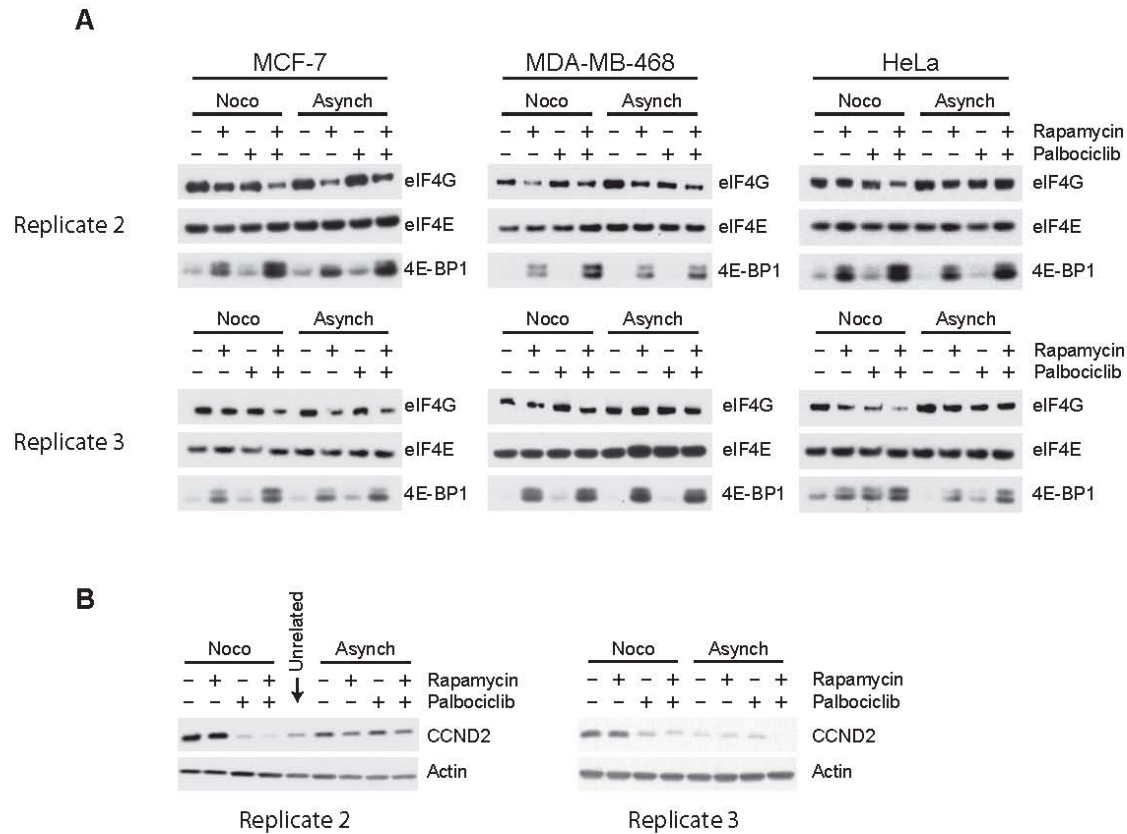 A
MCF-7 MDA-MB-468 HeLa
Noco Asynch Noco Asynch Noco Asynch
− + − + − + − + − + − + − + − + − + − + − + − + Rapamycin
− − + + − − + + − − + + − − + + − − + + − − + + Palbociclib
eIF4G eIF4G eIF4G
Replicate 2 eIF4E eIF4E eIF4E
4E-BP1 4E-BP1 4E-BP1
Noco Asynch Noco Asynch Noco Asynch
− + − + − + − + − + − + − + − + − + − + − + − + Rapamycin
− − + + − − + + − − + + − − + + − − + + − − + + Palbociclib
eIF4G eIF4G eIF4G
Replicate 3 eIF4E eIF4E eIF4E
4E-BP1 4E-BP1 4E-BP1
B
Noco Unrelated Asynch Noco Asynch
− + − + − + − + Rapamycin − + − + − + − + Rapamycin
− − + + − − + + Palbociclib − − + + − − + + Palbociclib
CCND2 CCND2
Actin Actin
Replicate 2 Replicate 3